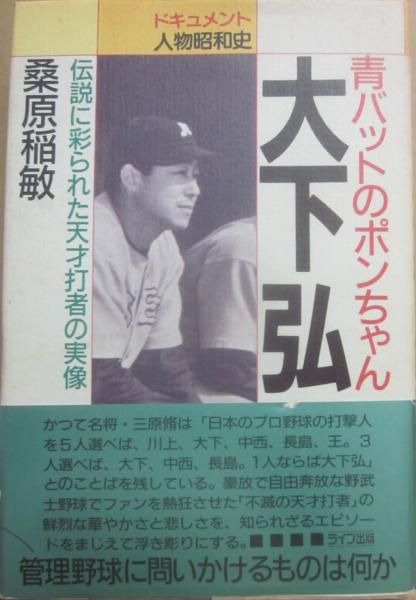 ドキュメント
人物昭和史
青バットのポンちゃん
大下弘
伝説に彩られた天才打者の実像
桑原稲敏
かつて名将・三原脩は「日本のプロ野球の打撃人
を5人選べば、川上、大下、中西、長島、王。3
人選べば、大下、中西、長島。1人ならば大下弘」
とのことばを残している。豪放で自由奔放な野武
士野球でファンを熱狂させた「不滅の天才打者」の
鮮烈な華やかさと悲しさを、知られざるエピソー
ドをまじえて浮き彫りにする。■■■■ライブ出版
管理野球に問いかけるものは何か